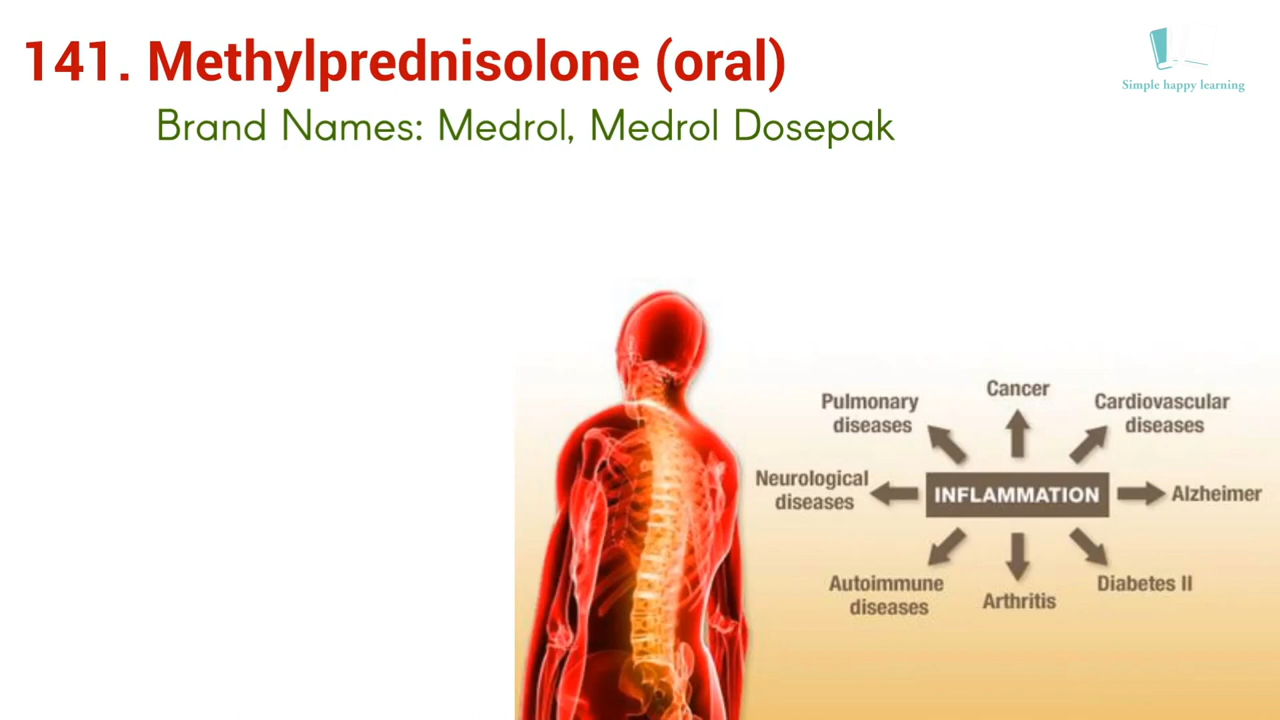 141. Methylprednisolone (oral)
Simple happy learning
Brand Names: Medrol, Medrol Dosepak
Cancer
Pulmonary
diseases
Cardiovascular
diseases
Neurological
diseases
INFLAMMATION
Alzheimer
Autoimmune
diseases
Arthritis
Diabetes II